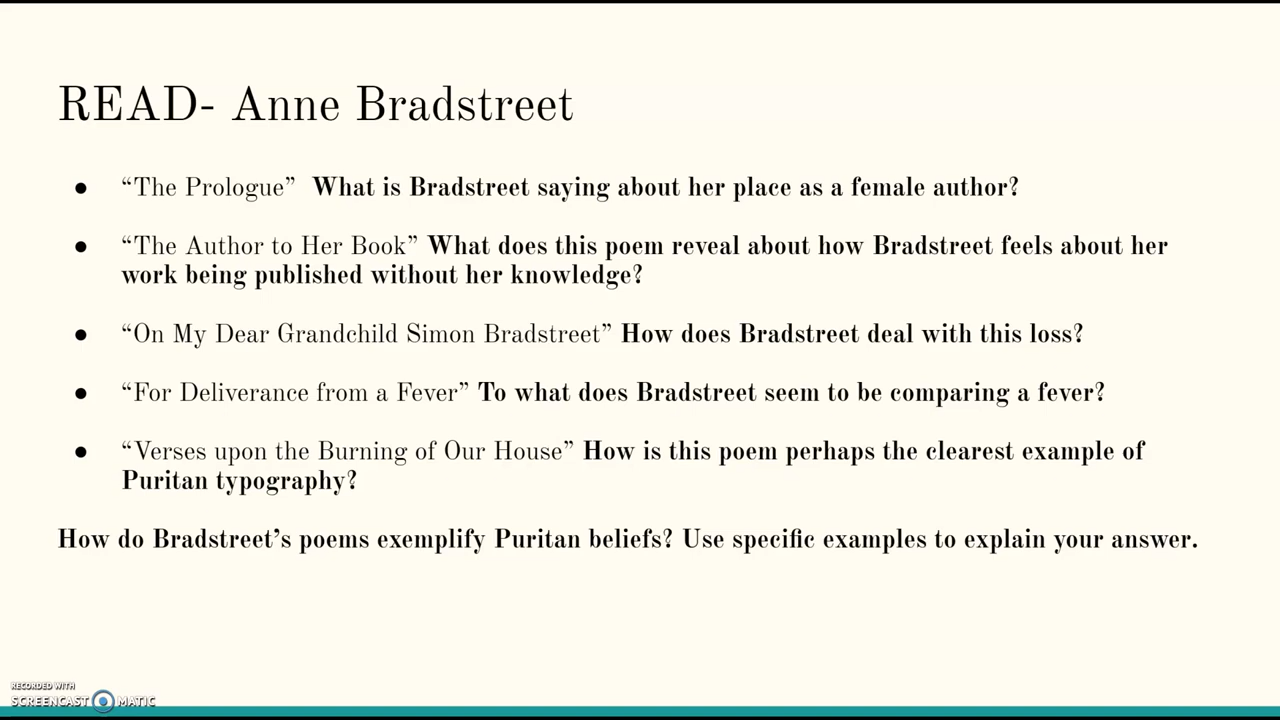 READ- Anne Bradstreet
● “The Prologue”  What is Bradstreet saying about her place as a female author?
● “The Author to Her Book” What does this poem reveal about how Bradstreet feels about her
work being published without her knowledge?
● “On My Dear Grandchild Simon Bradstreet” How does Bradstreet deal with this loss?
● “For Deliverance from a Fever” To what does Bradstreet seem to be comparing a fever?
● “Verses upon the Burning of Our House” How is this poem perhaps the clearest example of
Puritan typography?
How do Bradstreet’s poems exemplify Puritan beliefs? Use specific examples to explain your answer.
RECORDED WITH
SCREENCAST MATIC